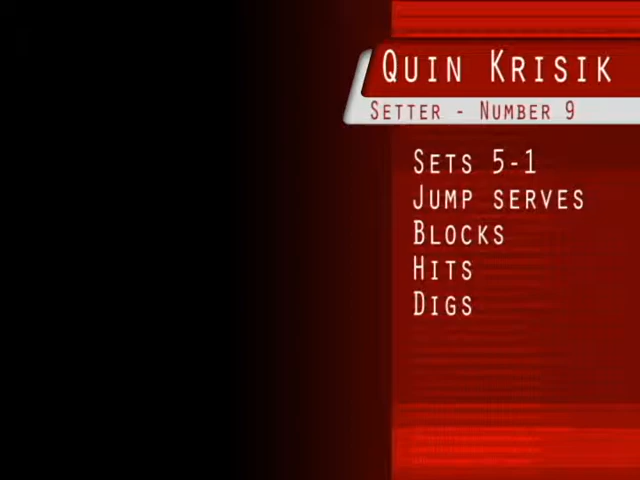 Quin Krisik
Setter - Number 9
Sets 5-1
Jump serves
Blocks
Hits
Digs